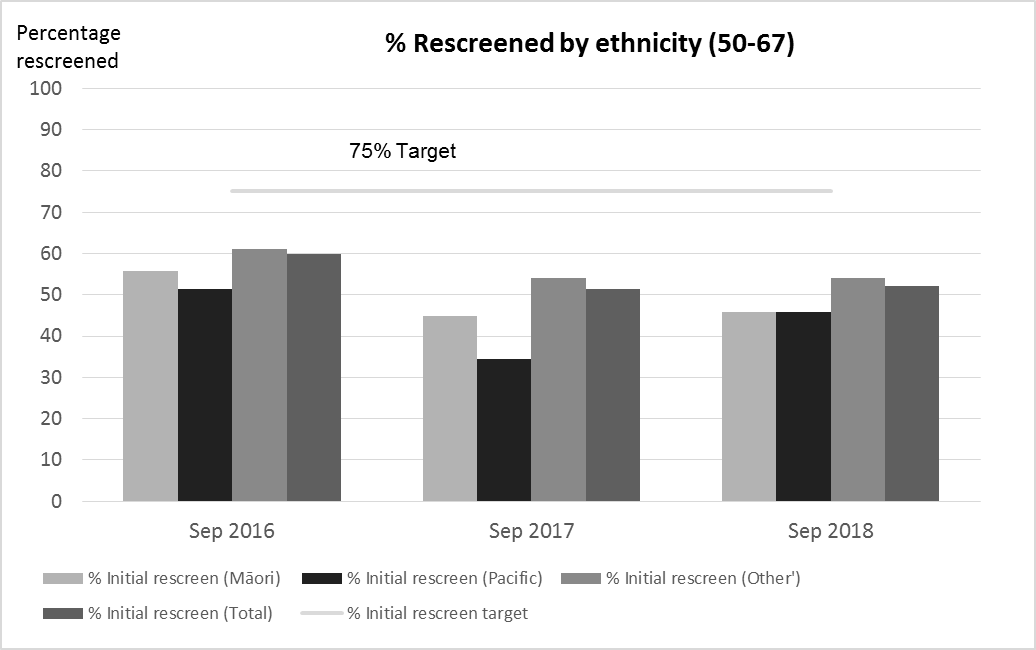 Percentage
rescreened
% Rescreened by ethnicity (50-67)
100
90
75% Target
80
70
60
50
40
30
20
10
0
Sep 2016
Sep 2017
Sep 2018
% Initial rescreen (Māori)
% Initial rescreen (Pacific)
% Initial rescreen (Other')
% Initial rescreen (Total)
% Initial rescreen target